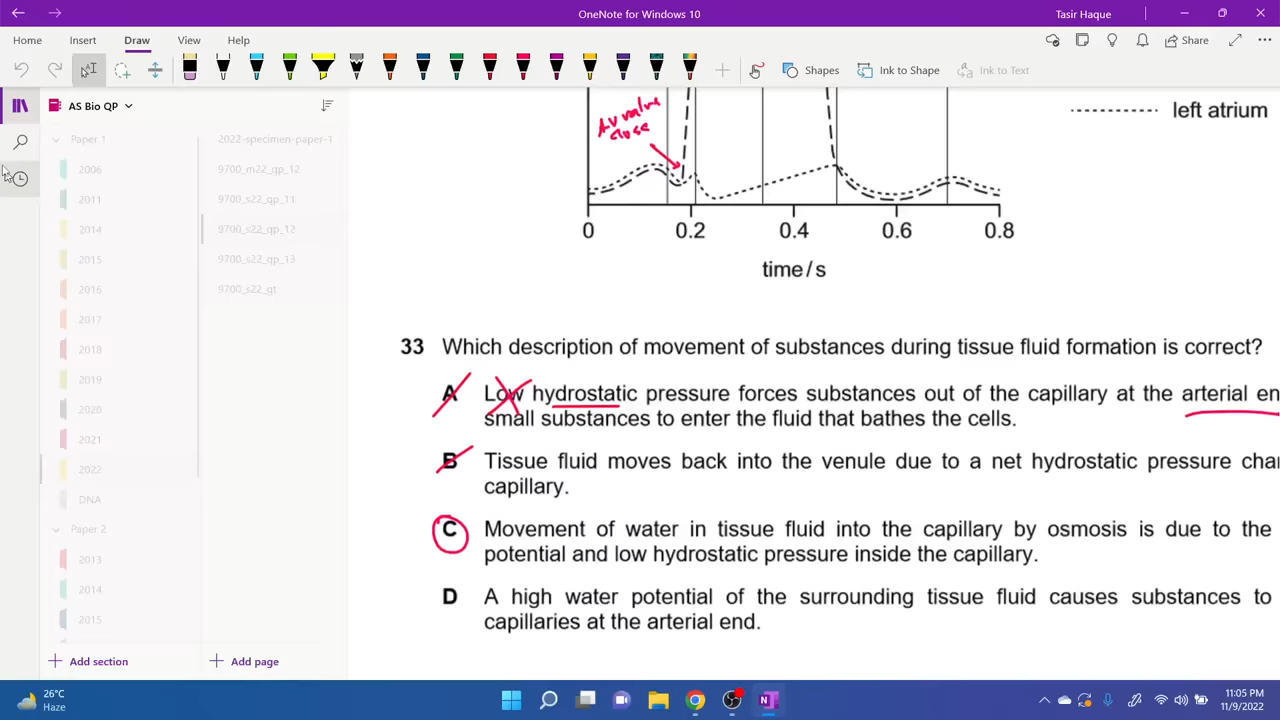 OneNote for Windows 10
Tasir Haque
Home Insert Draw View Help
Share
Shapes Ink to Shape Ink to Text
AS Bio QP
Paper 1
2006
2011
2014
2015
2016
2017
2018
2019
2020
2021
2022
DNA
Paper 2
2013
2014
2015
Add section
2022-specimen-paper-1
9700_m22_qp_12
9700_s22_qp_11
9700_s22_qp_12
9700_s22_qp_13
9700_s22_gt
Add page
AV valve
close
left atrium
0 0.2 0.4 0.6 0.8
time/s
33 Which description of movement of substances during tissue fluid formation is correct?
A Low hydrostatic pressure forces substances out of the capillary at the arterial en
small substances to enter the fluid that bathes the cells.
B Tissue fluid moves back into the venule due to a net hydrostatic pressure cha
capillary.
C Movement of water in tissue fluid into the capillary by osmosis is due to the
potential and low hydrostatic pressure inside the capillary.
D A high water potential of the surrounding tissue fluid causes substances to
capillaries at the arterial end.
26°C
Haze
11:05 PM
11/9/2022